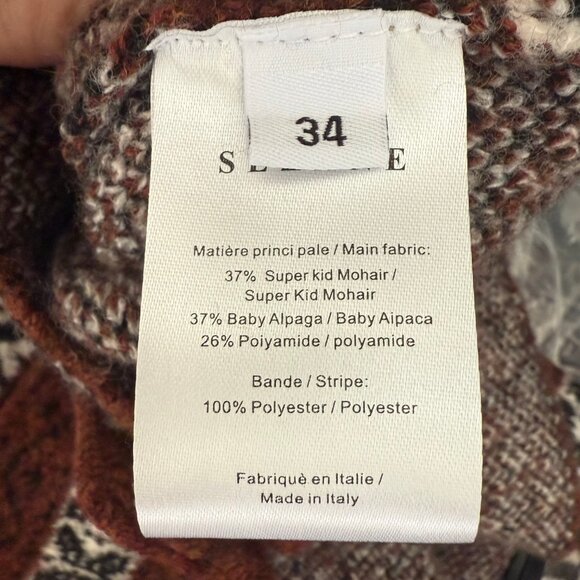 34
Matière princi pale / Main fabric:
37% Super kid Mohair /
Super Kid Mohair
37% Baby Alpaga / Baby Aipaca
26% Poiyamide / polyamide
Bande / Stripe:
100% Polyester / Polyester
Fabriquè en Italie /
Made in Italy